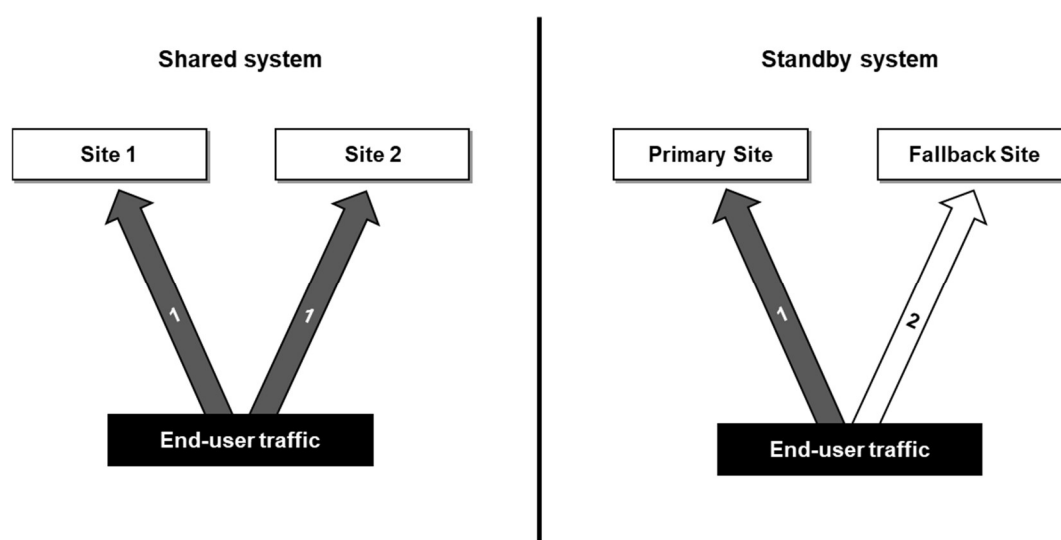 Shared system
Site 1
Site 2
1
1
End-user traffic
Standby system
Primary Site
Fallback Site
1
2
End-user traffic